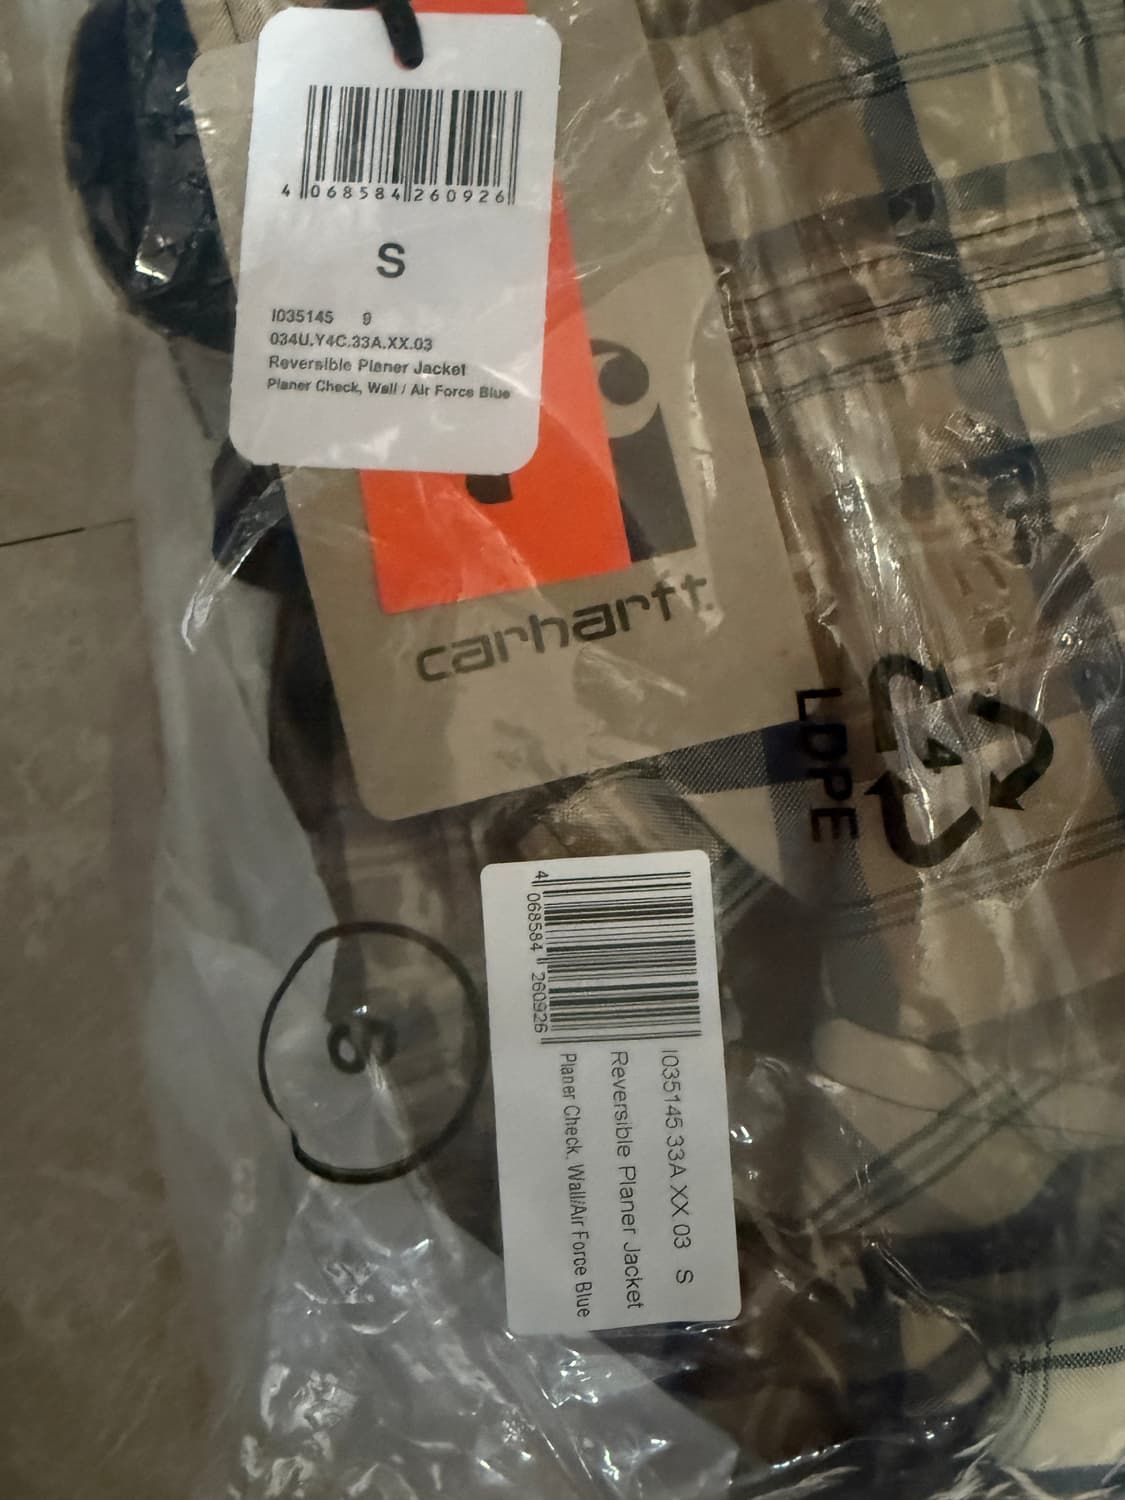 4 068584 260926
S
I035145 9
034U.Y4C.33A.XX.03
Reversible Planer Jacket
Planer Check, Wall / Air Force Blue
carhartt
LDPE
4
S
4 068584 260926
I035145 33A.XX.03 S
Reversible Planer Jacket
Planer Check, Wall/Air Force Blue